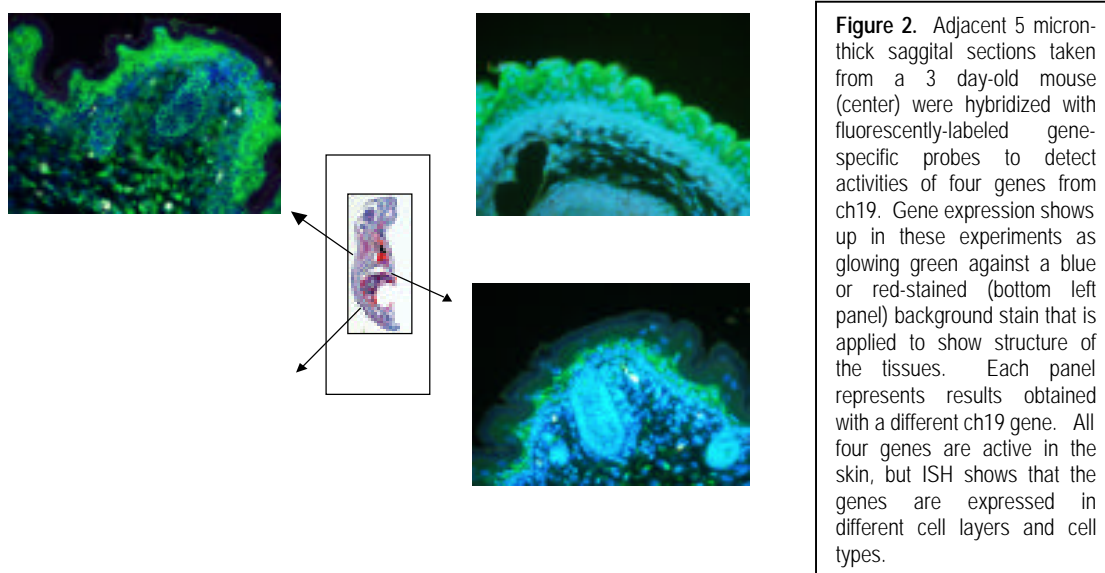 Figure 2. Adjacent 5 micron-
thick saggital sections taken
from a 3 day-old mouse
(center) were hybridized with
fluorescently-labeled gene-
specific probes to detect
activities of four genes from
ch19. Gene expression shows
up in these experiments as
glowing green against a blue
or red-stained (bottom left
panel) background stain that is
applied to show structure of
the tissues. Each panel
represents results obtained
with a different ch19 gene. All
four genes are active in the
skin, but ISH shows that the
genes are expressed in
different cell layers and cell
types.